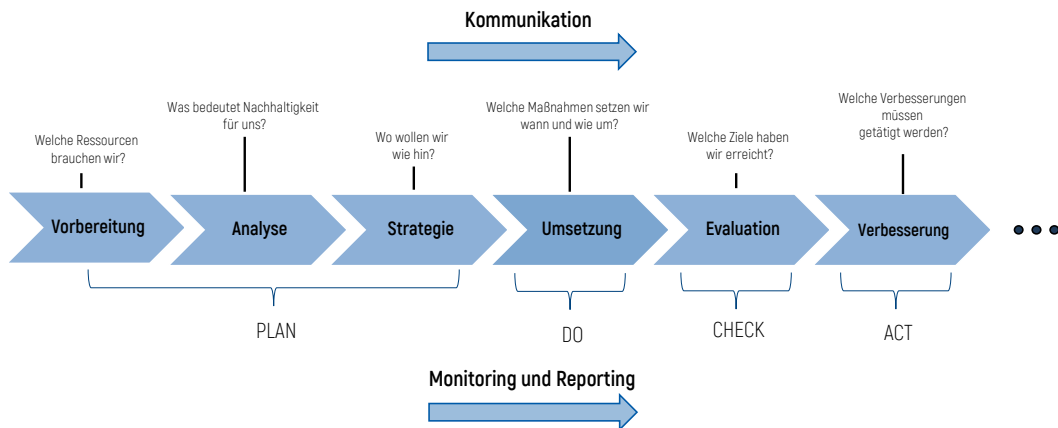 Kommunikation
Welche Ressourcen
brauchen wir?
Was bedeutet Nachhaltigkeit
für uns?
Wo wollen wir
wie hin?
Welche Maßnahmen setzen wir
wann und wie um?
Welche Ziele haben
wir erreicht?
Welche Verbesserungen
müssen
getätigt werden?
Vorbereitung
Analyse
Strategie
Umsetzung
Evaluation
Verbesserung
PLAN
DO
CHECK
ACT
Monitoring und Reporting